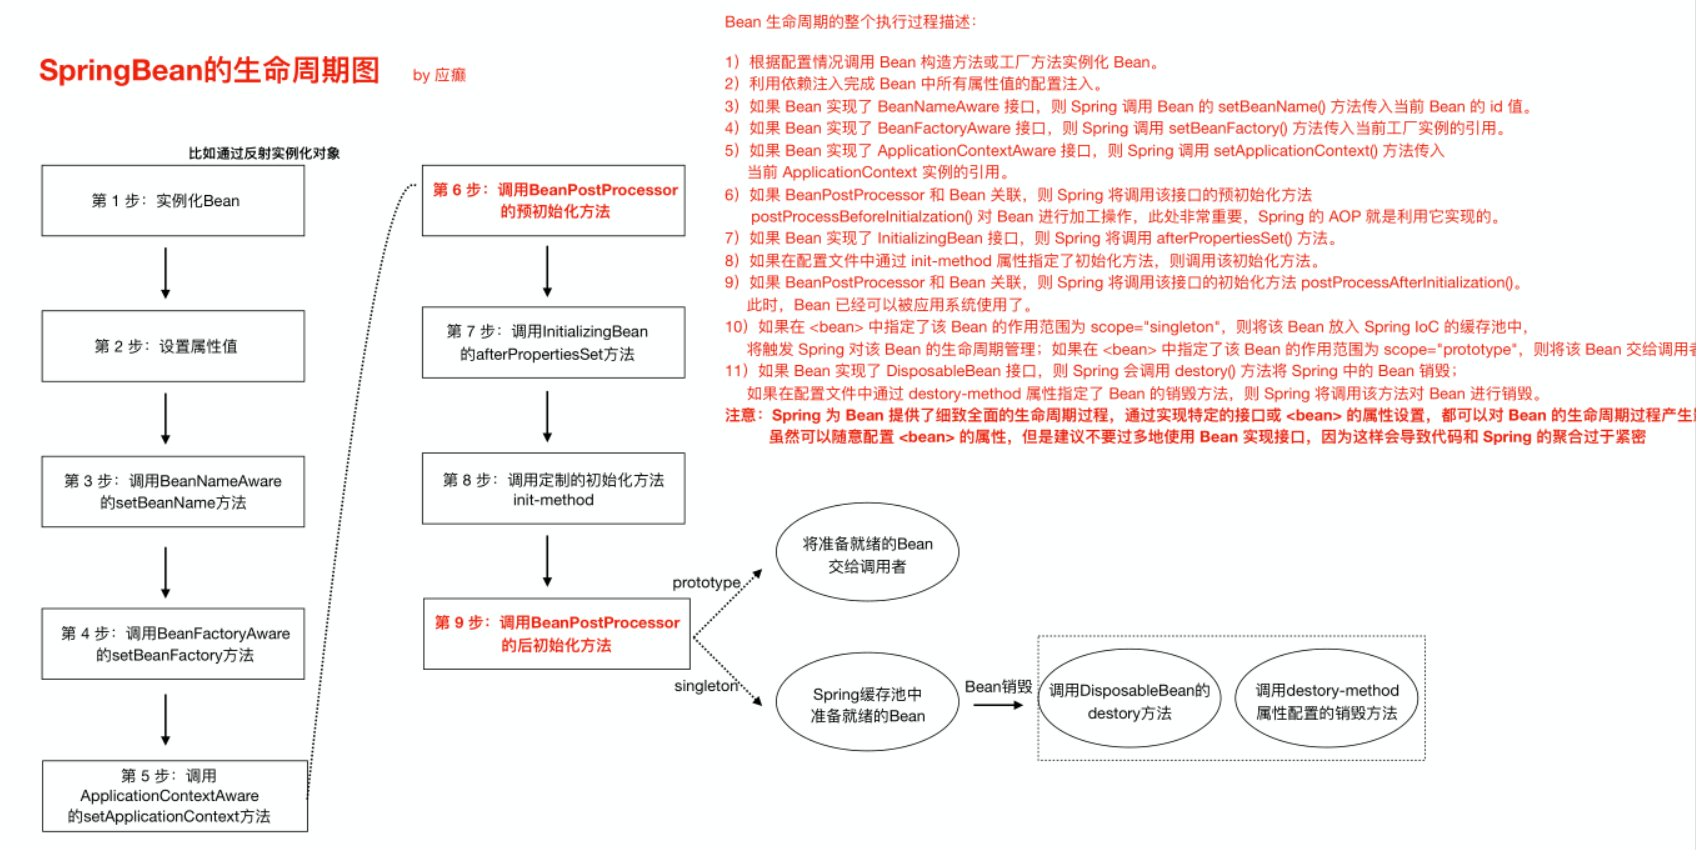 SpringBean的生命周期图 by 应癫
比如通过反射实例化对象
第 1 步：实例化Bean
第 2 步：设置属性值
第 3 步：调用BeanNameAware
的setBeanName方法
第 4 步：调用BeanFactoryAware
的setBeanFactory方法
第 5 步：调用
ApplicationContextAware
的setApplicationContext方法
第 6 步：调用BeanPostProcessor
的预初始化方法
第 7 步：调用InitializingBean
的afterPropertiesSet方法
第 8 步：调用定制的初始化方法
init-method
第 9 步：调用BeanPostProcessor
的后初始化方法
prototype
singleton
将准备就绪的Bean
交给调用者
Spring缓存池中
准备就绪的Bean
Bean销毁
调用DisposableBean的
destory方法
调用destory-method
属性配置的销毁方法
Bean 生命周期的整个执行过程描述：
1）根据配置情况调用 Bean 构造方法或工厂方法实例化 Bean。
2）利用依赖注入完成 Bean 中所有属性值的配置注入。
3）如果 Bean 实现了 BeanNameAware 接口，则 Spring 调用 Bean 的 setBeanName() 方法传入当前 Bean 的 id 值。
4）如果 Bean 实现了 BeanFactoryAware 接口，则 Spring 调用 setBeanFactory() 方法传入当前工厂实例的引用。
5）如果 Bean 实现了 ApplicationContextAware 接口，则 Spring 调用 setApplicationContext() 方法传入
当前 ApplicationContext 实例的引用。
6）如果 BeanPostProcessor 和 Bean 关联，则 Spring 将调用该接口的预初始化方法
postProcessBeforeInitialzation() 对 Bean 进行加工操作，此处非常重要，Spring 的 AOP 就是利用它实现的。
7）如果 Bean 实现了 InitializingBean 接口，则 Spring 将调用 afterPropertiesSet() 方法。
8）如果在配置文件中通过 init-method 属性指定了初始化方法，则调用该初始化方法。
9）如果 BeanPostProcessor 和 Bean 关联，则 Spring 将调用该接口的初始化方法 postProcessAfterInitialization()。
此时，Bean 已经可以被应用系统使用了。
10）如果在 <bean> 中指定了该 Bean 的作用范围为 scope="singleton"，则将该 Bean 放入 Spring IoC 的缓存池中，
将触发 Spring 对该 Bean 的生命周期管理；如果在 <bean> 中指定了该 Bean 的作用范围为 scope="prototype"，则将该 Bean 交给调用
11）如果 Bean 实现了 DisposableBean 接口，则 Spring 会调用 destory() 方法将 Spring 中的 Bean 销毁；
如果在配置文件中通过 destory-method 属性指定了 Bean 的销毁方法，则 Spring 将调用该方法对 Bean 进行销毁。
注意：Spring 为 Bean 提供了细致全面的生命周期过程，通过实现特定的接口或 <bean> 的属性设置，都可以对 Bean 的生命周期过程产生
虽然可以随意配置 <bean> 的属性，但是建议不要过多地使用 Bean 实现接口，因为这样会导致代码和 Spring 的聚合过于紧密